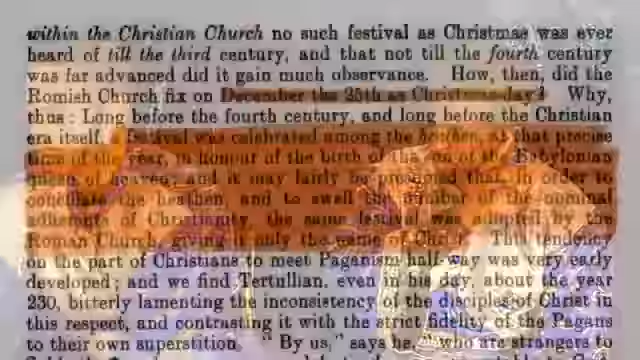 within the Christian Church no such festival as Christmas was ever
heard of till the third century, and that not till the fourth century
was far advanced did it gain much observance. How, then, did the
Romish Church fix on December the 25th as Christmas-day? Why,
thus: Long before the fourth century, and long before the Christian
era itself, a festival was celebrated among the heathen, at that precise
time of the year, in honour of the birth of the son of the Babylonian
queen of heaven; and it may fairly be presumed that, in order to
conciliate the heathen, and to swell the number of the nominal
adherents of Christianity, the same festival was adopted by the
Roman Church, giving it only the name of Christ. This tendency
on the part of Christians to meet Paganism half-way was very early
developed; and we find Tertullian, even in his day, about the year
230, bitterly lamenting the inconsistency of the disciples of Christ in
this respect, and contrasting it with the strict fidelity of the Pagans
to their own superstition. "By us," says he, "who are strangers to